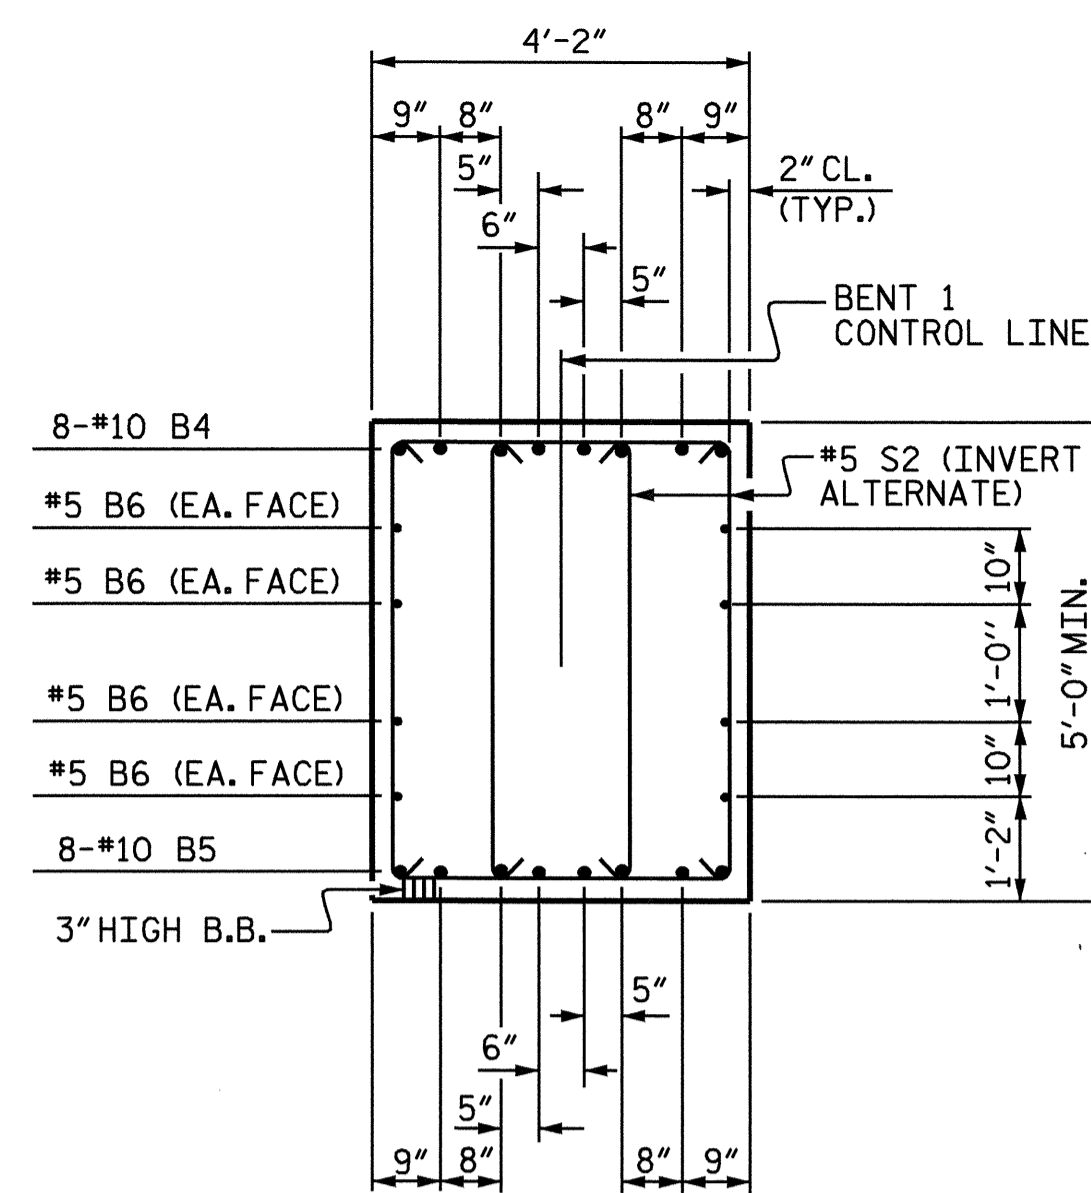 4'-2"
9" 8" 8" 9"
5" 2" CL.
(TYP.)
6"
5"
BENT 1
CONTROL LINE
8-#10 B4
#5 S2 (INVERT
ALTERNATE)
#5 B6 (EA. FACE)
10"
#5 B6 (EA. FACE)
1'-0"
5'-0" MIN.
#5 B6 (EA. FACE)
10"
#5 B6 (EA. FACE)
1'-2"
8-#10 B5
3" HIGH B.B.
5"
6"
5"
9" 8" 8" 9"